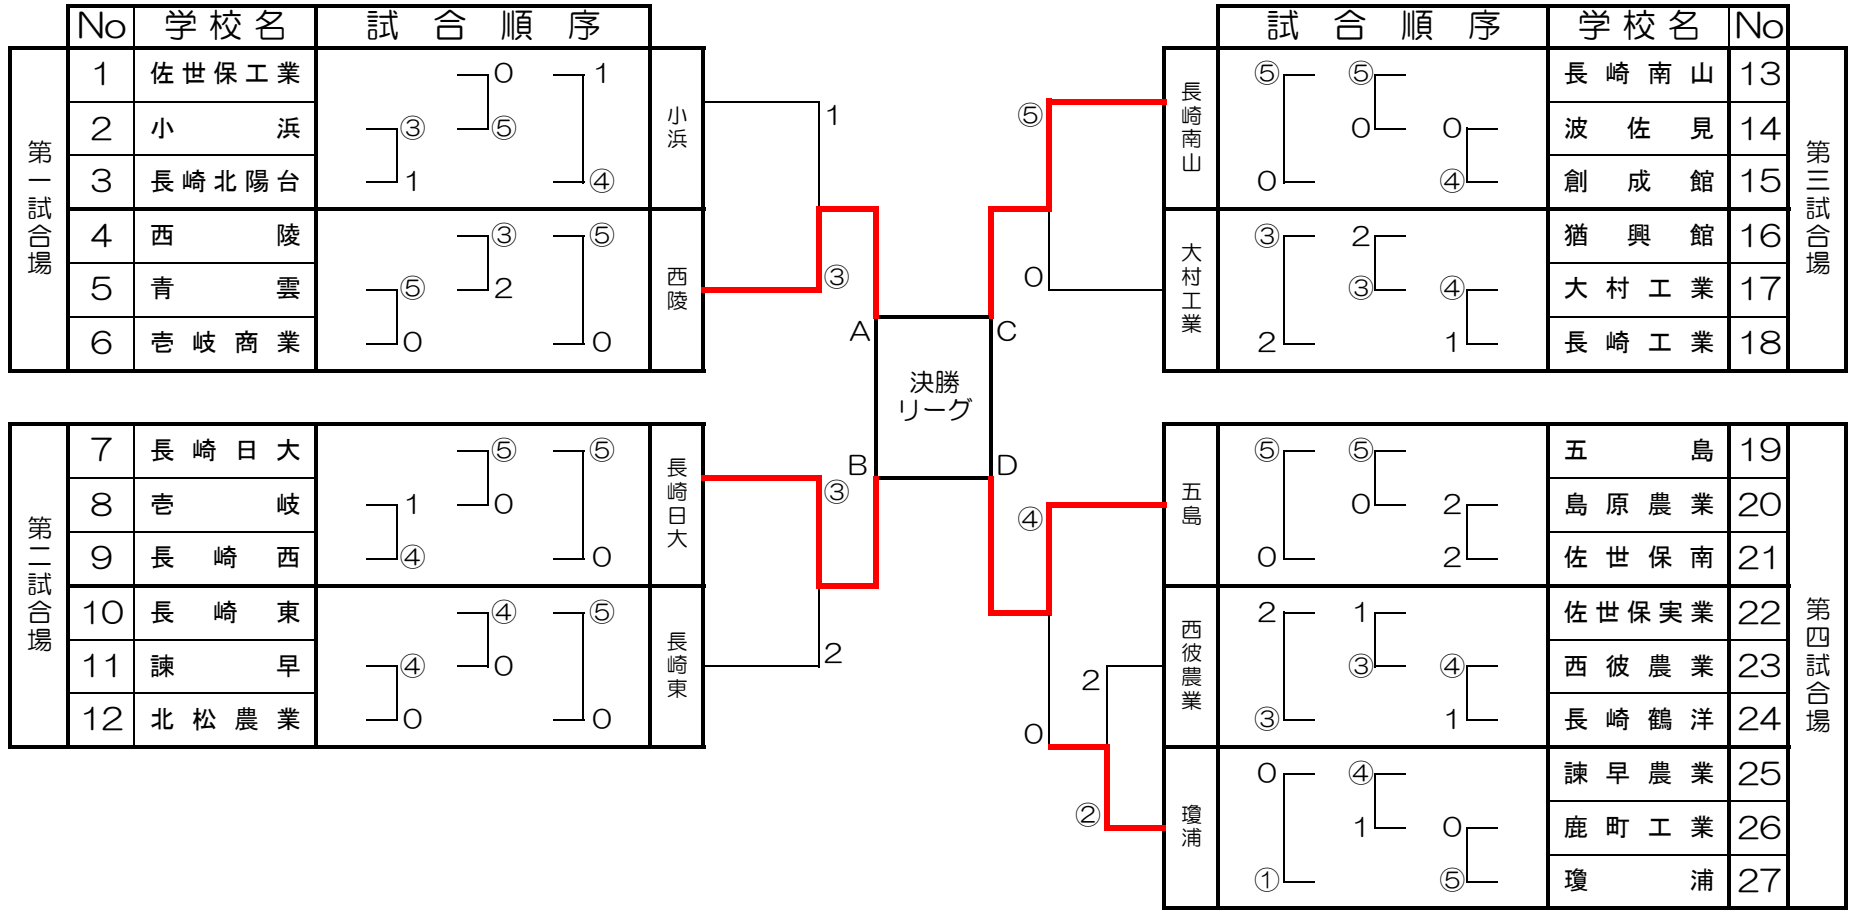 No 学校名 試合順序
第一試合場
1 佐世保工業 0 1
2 小浜 ③ ⑤
3 長崎北陽台 1 ④
小浜
1
4 西陵 ③ ⑤
5 青雲 ⑤ 2
6 壱岐商業 0 0
西陵
③
第二試合場
7 長崎日大 ⑤ ⑤
8 壱岐 1 0
9 長崎西 ④ 0
長崎日大
③
10 長崎東 ④ ⑤
11 諫早 ④ 0
12 北松農業 0 0
長崎東
2
A C
決勝
リーグ
B D
試合順序 学校名 No
第三試合場
⑤ ⑤ 長崎南山 13
0 0 波佐見 14
0 ④ 創成館 15
長崎南山
⑤
③ 2 猶興館 16
③ ④ 大村工業 17
2 1 長崎工業 18
大村工業
0
第四試合場
⑤ ⑤ 五島 19
0 2 島原農業 20
0 2 佐世保南 21
五島
④
2 1 佐世保実業 22
③ ④ 西彼農業 23
③ 1 長崎鶴洋 24
西彼農業
2
0
0 ④ 諫早農業 25
1 0 鹿町工業 26
① ⑤ 瓊浦 27
瓊浦
②